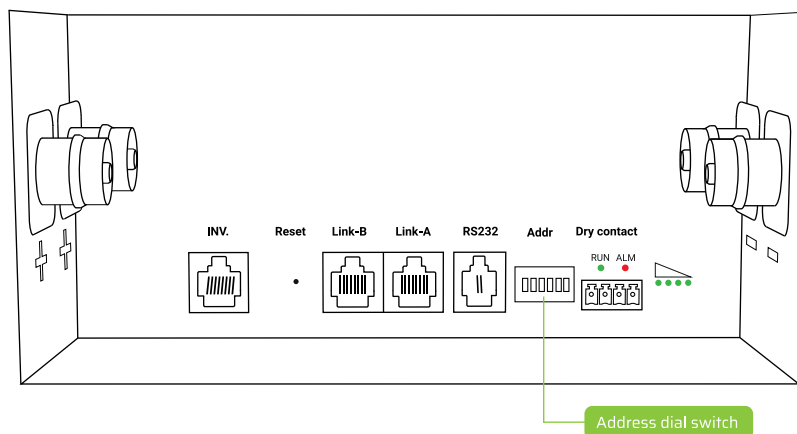 INV.
Reset
Link-B
Link-A
RS232
Addr
Dry contact
RUN ALM
Address dial switch